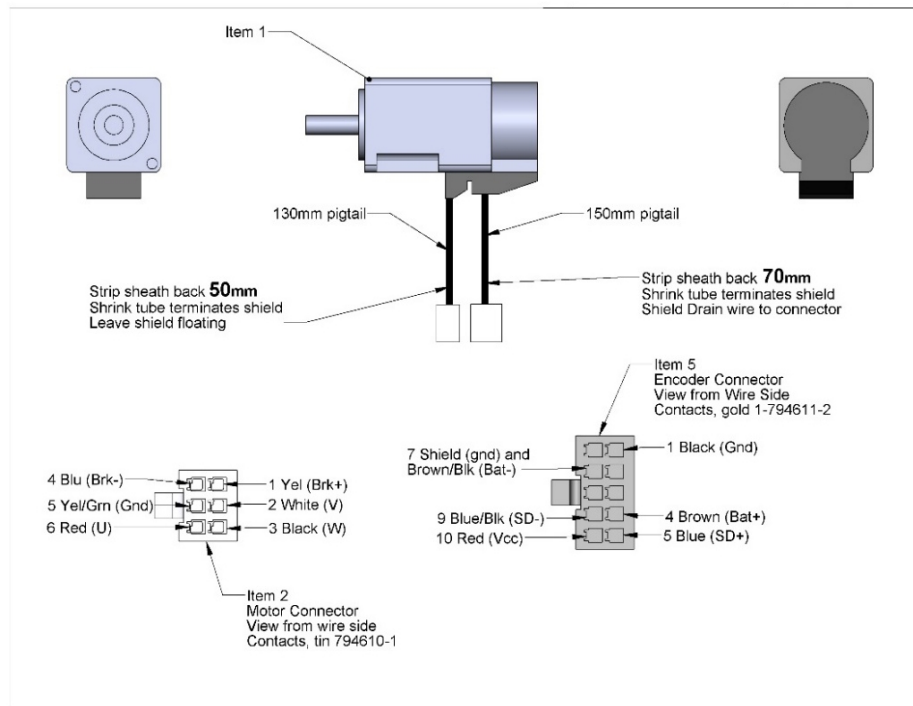 Item 1
130mm pigtail
150mm pigtail
Strip sheath back 50mm
Shrink tube terminates shield
Leave shield floating
Strip sheath back 70mm
Shrink tube terminates shield
Shield Drain wire to connector
Item 5
Encoder Connector
View from Wire Side
Contacts, gold 1-794611-2
7 Shield (gnd) and
Brown/Blk (Bat-)
1 Black (Gnd)
9 Blue/Blk (SD-)
4 Brown (Bat+)
10 Red (Vcc)
5 Blue (SD+)
4 Blu (Brk-)
1 Yel (Brk+)
5 Yel/Grn (Gnd)
2 White (V)
6 Red (U)
3 Black (W)
Item 2
Motor Connector
View from wire side
Contacts, tin 794610-1